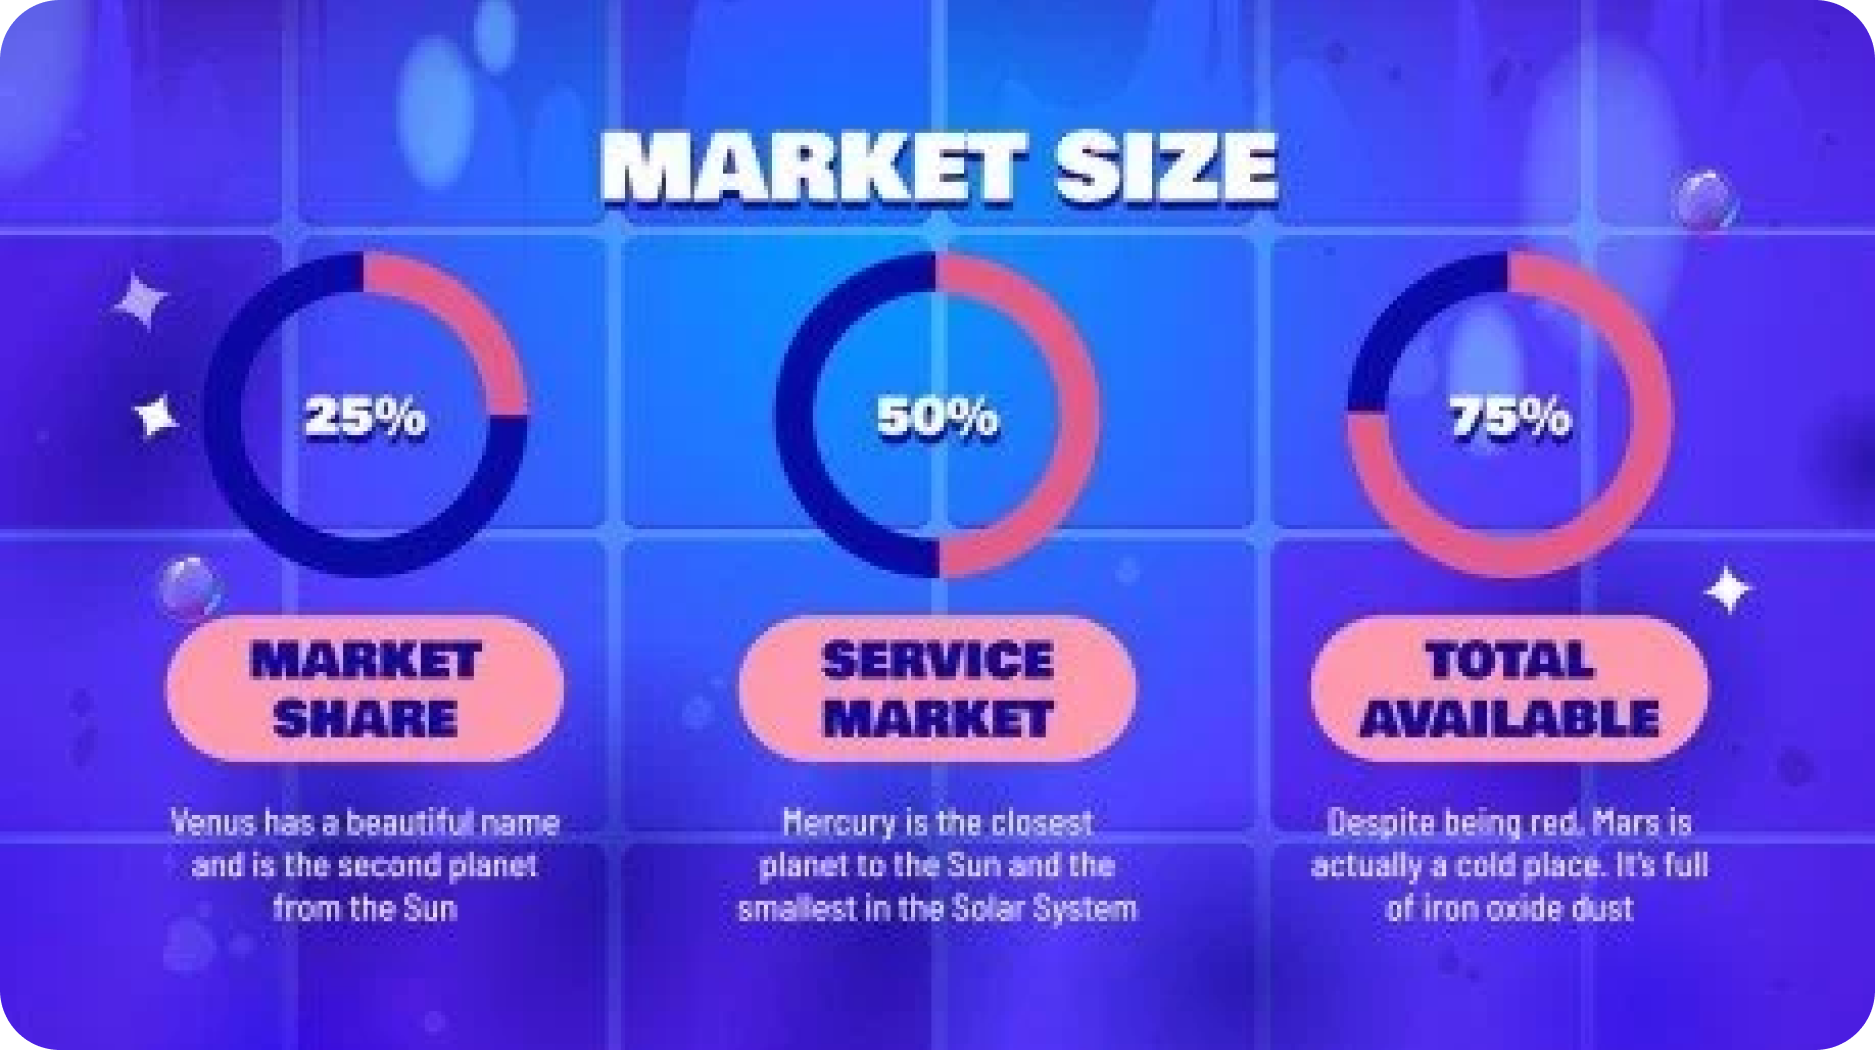 MARKET SIZE
25%
50%
75%
MARKET
SHARE
SERVICE
MARKET
TOTAL
AVAILABLE
Venus has a beautiful name
and is the second planet
from the Sun
Mercury is the closest
planet to the Sun and the
smallest in the Solar System
Despite being red, Mars is
actually a cold place. It's full
of iron oxide dust